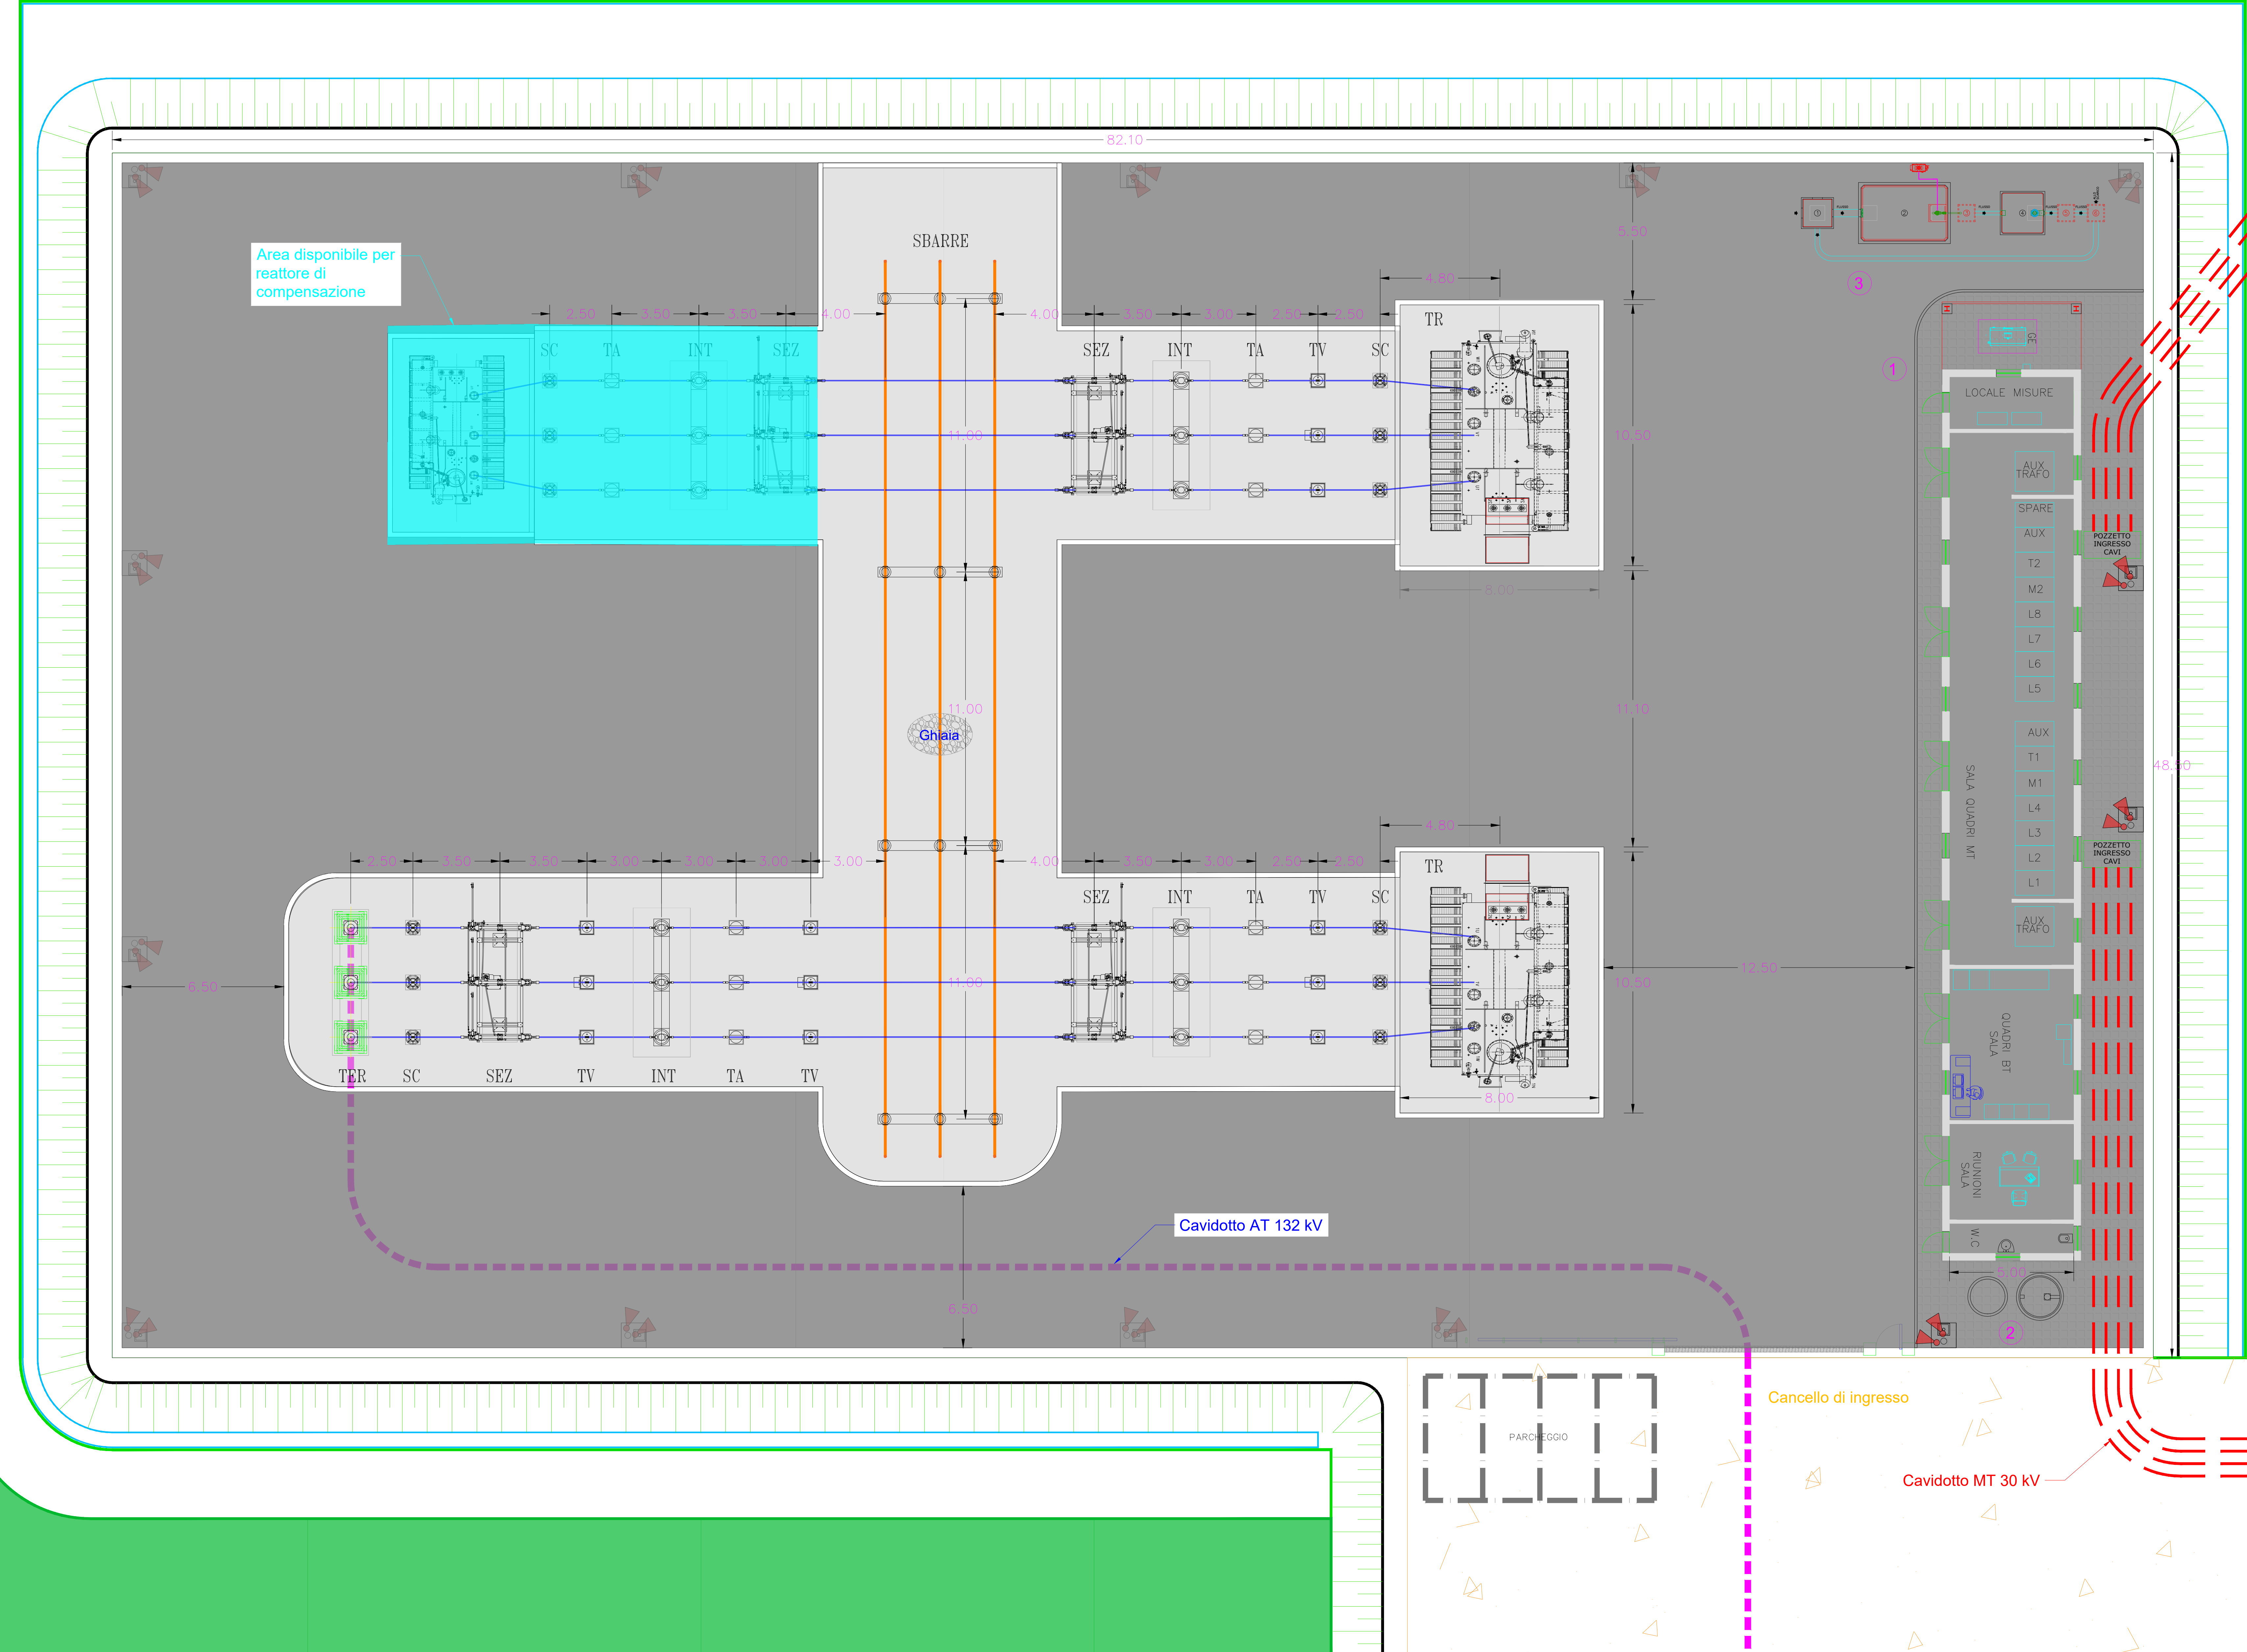 82.10
SBARRE
5.50
Area disponibile per
reattore di
compensazione
4.80
3
2.50
3.50
3.50
4.00
4.00
3.50
3.00
2.50
2.50
TR
SC
TA
INT
SEZ
SEZ
INT
TA
TV
SC
GE
1
LOCALE MISURE
11.00
10.50
AUX
TRAFO
SPARE
AUX
POZZETTO
INGRESSO
CAVI
T2
8.00
M2
L8
L7
L6
L5
11.00
11.10
Ghiaia
AUX
T1
48.50
M1
SALA QUADRI MT
L4
4.80
L3
POZZETTO
INGRESSO
CAVI
L2
2.50
3.50
3.50
3.00
3.00
3.00
3.00
4.00
3.50
3.00
2.50
2.50
TR
L1
SEZ
INT
TA
TV
SC
AUX
TRAFO
12.50
6.50
11.00
10.50
QUADRI BT
SALA
TER
SC
SEZ
TV
INT
TA
TV
8.00
RIUNIONI
SALA
Cavidotto AT 132 kV
W.C
5.00
6.50
2
Cancello di ingresso
PARCHEGGIO
Cavidotto MT 30 kV